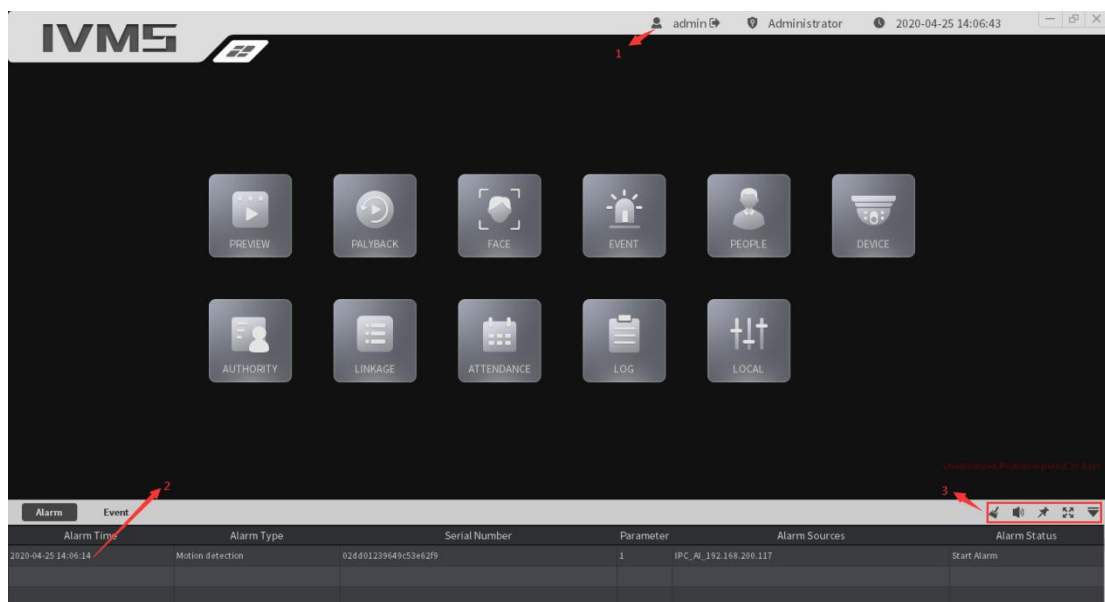 IVMS
admin Administrator 2020-04-25 14:06:43
1
PREVIEW PALYBACK FACE EVENT PEOPLE DEVICE
AUTHORITY LINKAGE ATTENDANCE LOG LOCAL
2
3
Alarm Event
Alarm Time Alarm Type Serial Number Parameter Alarm Sources Alarm Status
2020-04-25 14:06:14 Motion detection 02dd01239649c53e62f9 1 IPC_AI_192.168.200.117 Start Alarm